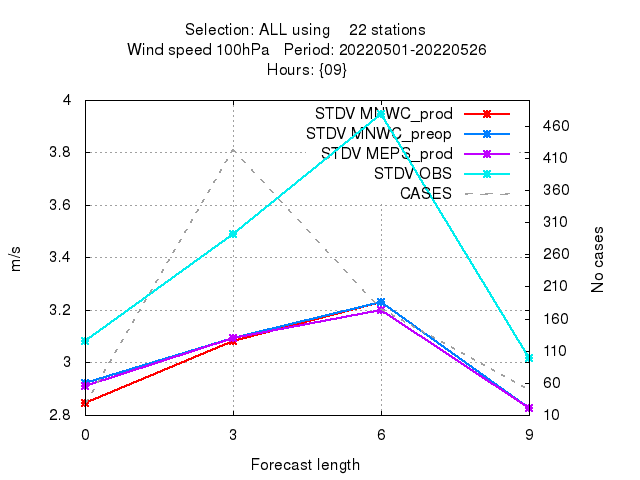 Selection: ALL using 22 stations
Wind speed 100hPa Period: 20220501-20220526
Hours: {09}
STDV MNWC_prod
STDV MNWC_preop
STDV MEPS_prod
STDV OBS
CASES
4
3.8
3.6
3.4
3.2
3
2.8
m/s
460
410
360
310
260
210
160
110
60
10
No cases
0 3 6 9
Forecast length